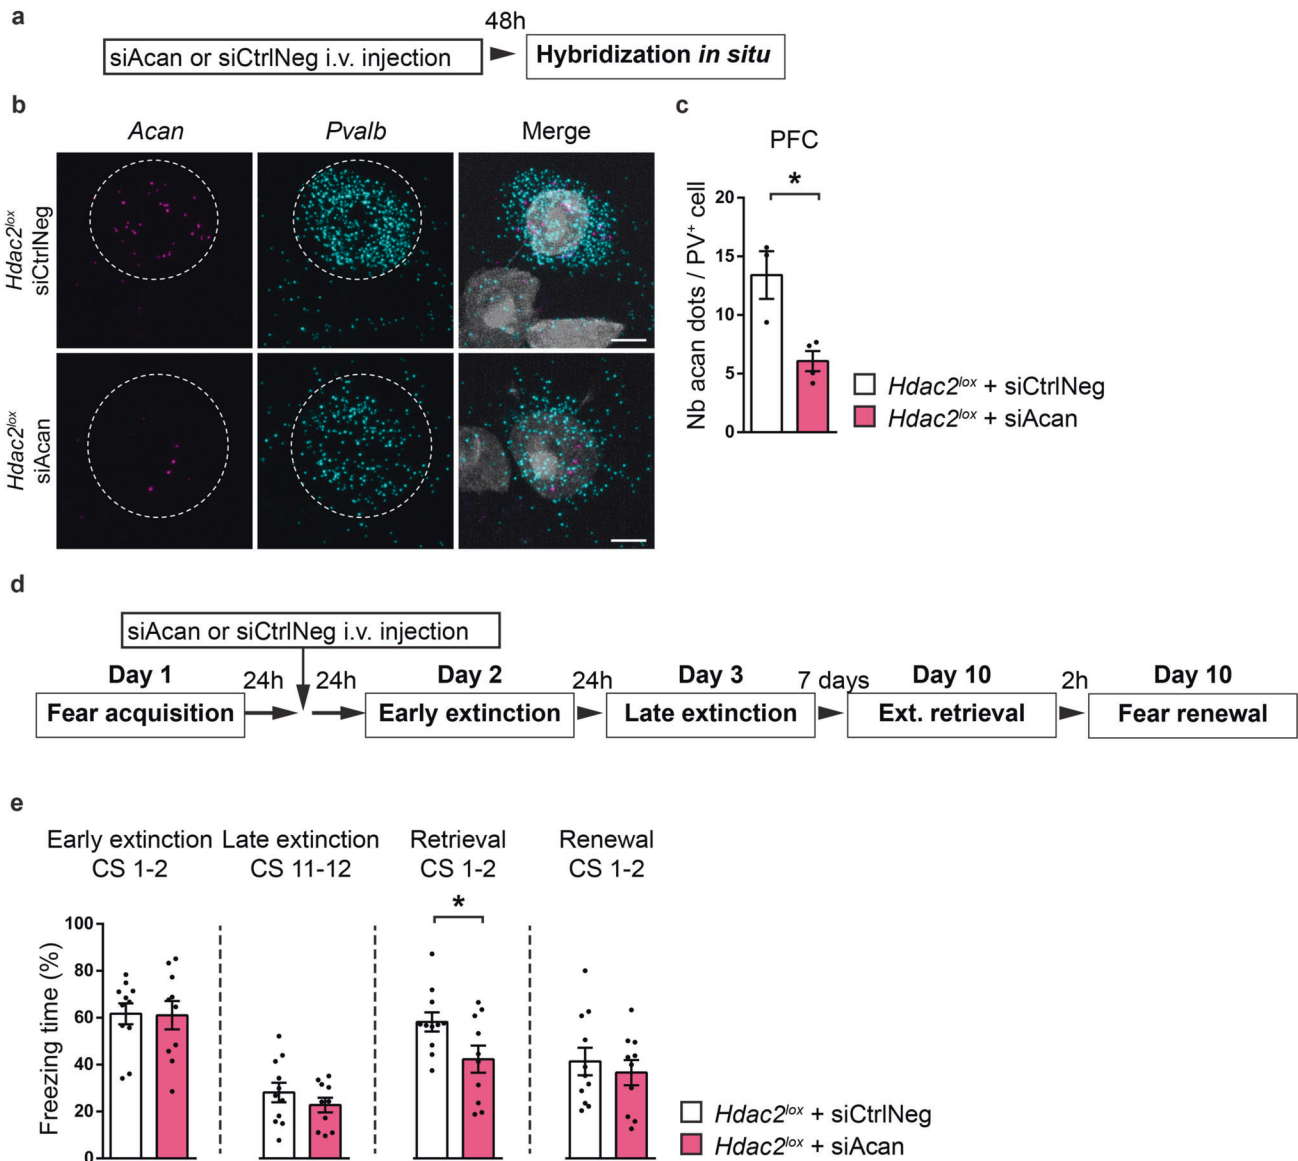 a
48h
siAcan or siCtrlNeg i.v. injection
Hybridization in situ
b
Acan
Pvalb
Merge
Hdac2lox
siCtrlNeg
Hdac2lox
siAcan
c
PFC
*
Nb acan dots / PV+ cell
20
15
10
5
0
Hdac2lox + siCtrlNeg
Hdac2lox + siAcan
d
siAcan or siCtrlNeg i.v. injection
Day 1
24h
24h
Day 2
24h
Day 3
7 days
Day 10
2h
Day 10
Fear acquisition
Early extinction
Late extinction
Ext. retrieval
Fear renewal
e
Early extinction
CS 1-2
Late extinction
CS 11-12
Retrieval
CS 1-2
Renewal
CS 1-2
*
Freezing time (%)
100
80
60
40
20
0
Hdac2lox + siCtrlNeg
Hdac2lox + siAcan